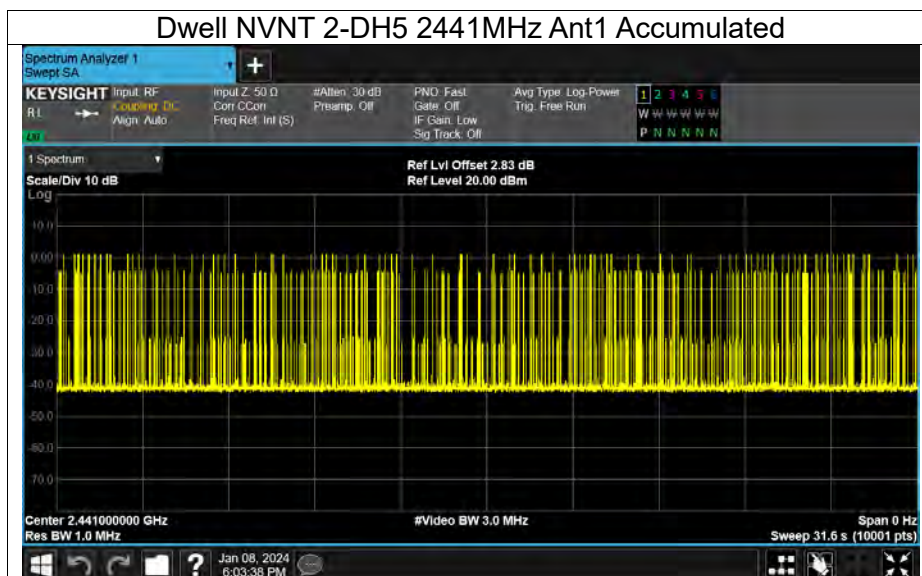 Dwell NVNT 2-DH5 2441MHz Ant1 Accumulated
Spectrum Analyzer 1
Swept SA
+
KEYSIGHT Input: RF Input Z: 50 Ω #Atten: 30 dB PNO: Fast Avg Type: Log-Power 1 2 3 4 5 6
Coupling: DC Corr CCorr Preamp: Off Gate: Off Trig: Free Run W W W W W W
Align: Auto Freq Ref: Int (S) IF Gain: Low P N N N N N
Sig Track: Off
1 Spectrum
Ref Lvl Offset 2.83 dB
Scale/Div 10 dB Ref Level 20.00 dBm
Log
10.0
0.00
-10.0
-20.0
-30.0
-40.0
-50.0
-60.0
-70.0
Center 2.441000000 GHz #Video BW 3.0 MHz Span 0 Hz
Res BW 1.0 MHz Sweep 31.6 s (10001 pts)
? Jan 08, 2024
6:03:38 PM